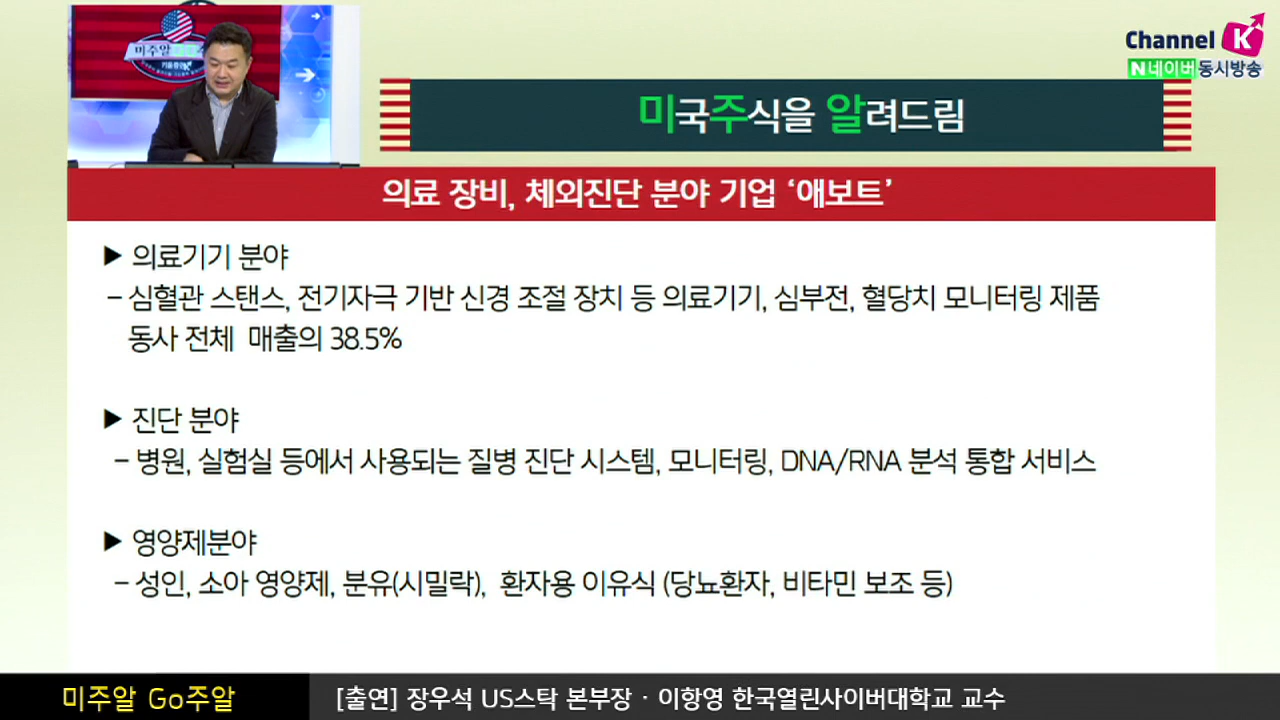 미주알
Channel K
N네이버 동시방송
미국주식을 알려드림
의료 장비, 체외진단 분야 기업 ‘애보트’
▶ 의료기기 분야
– 심혈관 스탠스, 전기자극 기반 신경 조절 장치 등 의료기기, 심부전, 혈당치 모니터링 제품
동사 전체 매출의 38.5%
▶ 진단 분야
– 병원, 실험실 등에서 사용되는 질병 진단 시스템, 모니터링, DNA/RNA 분석 통합 서비스
▶ 영양제분야
– 성인, 소아 영양제, 분유(시밀락), 환자용 이유식 (당뇨환자, 비타민 보조 등)
미주알 Go주알
[출연] 장우석 US스탁 본부장 · 이항영 한국열린사이버대학교 교수